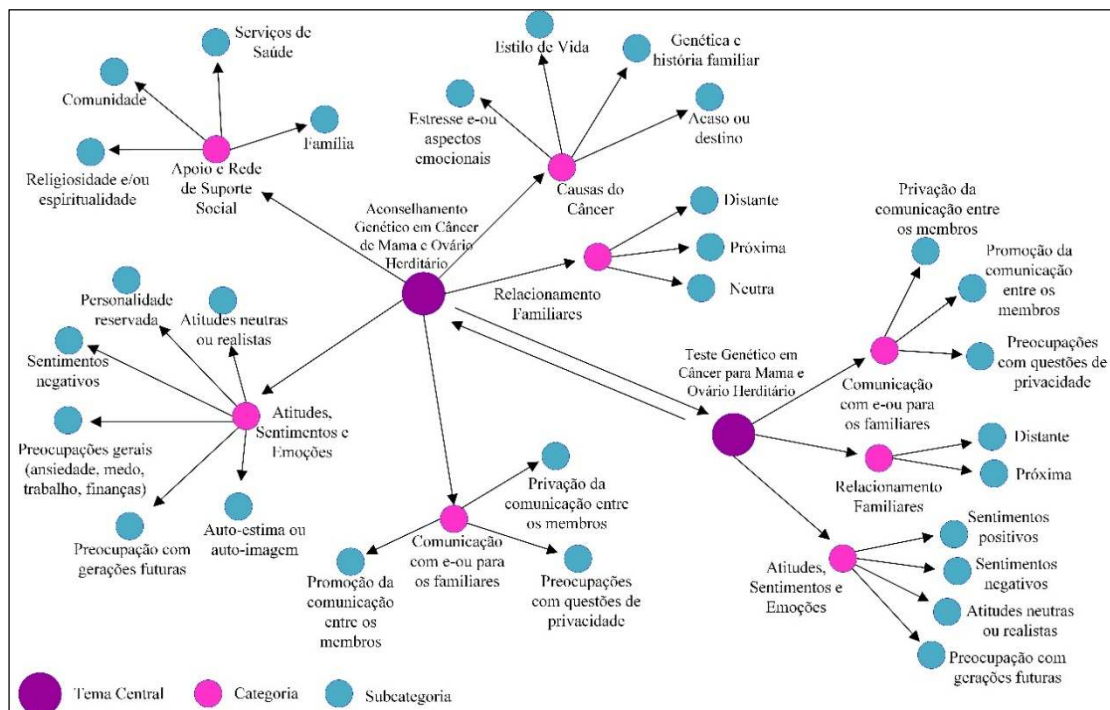 Serviços de
Saúde
Comunidade
Família
Religiosidade e/ou
espiritualidade
Apoio e Rede
de Suporte
Social
Estilo de Vida
Genética e
história familiar
Estresse e-ou
aspectos
emocionais
Acaso ou
destino
Causas do
Câncer
Aconselhamento
Genético em Câncer
de Mama e Ovário
Herditário
Distante
Próxima
Neutra
Relacionamento
Familiares
Privação da
comunicação entre
os membros
Promoção da
comunicação
entre os
membros
Preocupações
com questões de
privacidade
Comunicação
com e-ou para
os familiares
Teste Genético em
Câncer para Mama e
Ovário Herditário
Distante
Próxima
Relacionamento
Familiares
Sentimentos
positivos
Sentimentos
negativos
Atitudes neutras
ou realistas
Preocupação com
gerações futuras
Atitudes,
Sentimentos e
Emoções
Personalidade
reservada
Atitudes neutras
ou realistas
Sentimentos
negativos
Preocupações gerais
(ansiedade, medo,
trabalho, finanças)
Atitudes,
Sentimentos e
Emoções
Preocupação com
gerações futuras
Auto-estima ou
auto-imagem
Privação da
comunicação entre
os membros
Comunicação
com e-ou para
os familiares
Promoção da
comunicação
entre os
membros
Preocupações
com questões de
privacidade
Tema Central
Categoria
Subcategoria